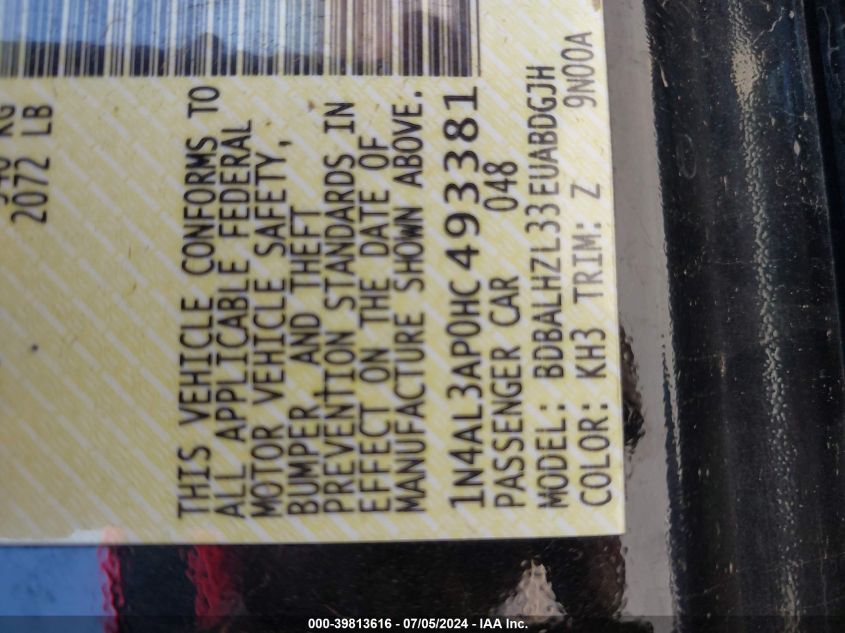 2072 LB
THIS VEHICLE CONFORMS TO
ALL APPLICABLE FEDERAL
MOTOR VEHICLE SAFETY,
BUMPER, AND THEFT
PREVENTION STANDARDS IN
EFFECT ON THE DATE OF
MANUFACTURE SHOWN ABOVE.
1N4AL3AP0HC493381
PASSENGER CAR 048
MODEL: BDBALHZL33EUABDGJH
COLOR: KH3 TRIM: Z 9N00A
000-39813616 - 07/05/2024 - IAA Inc.